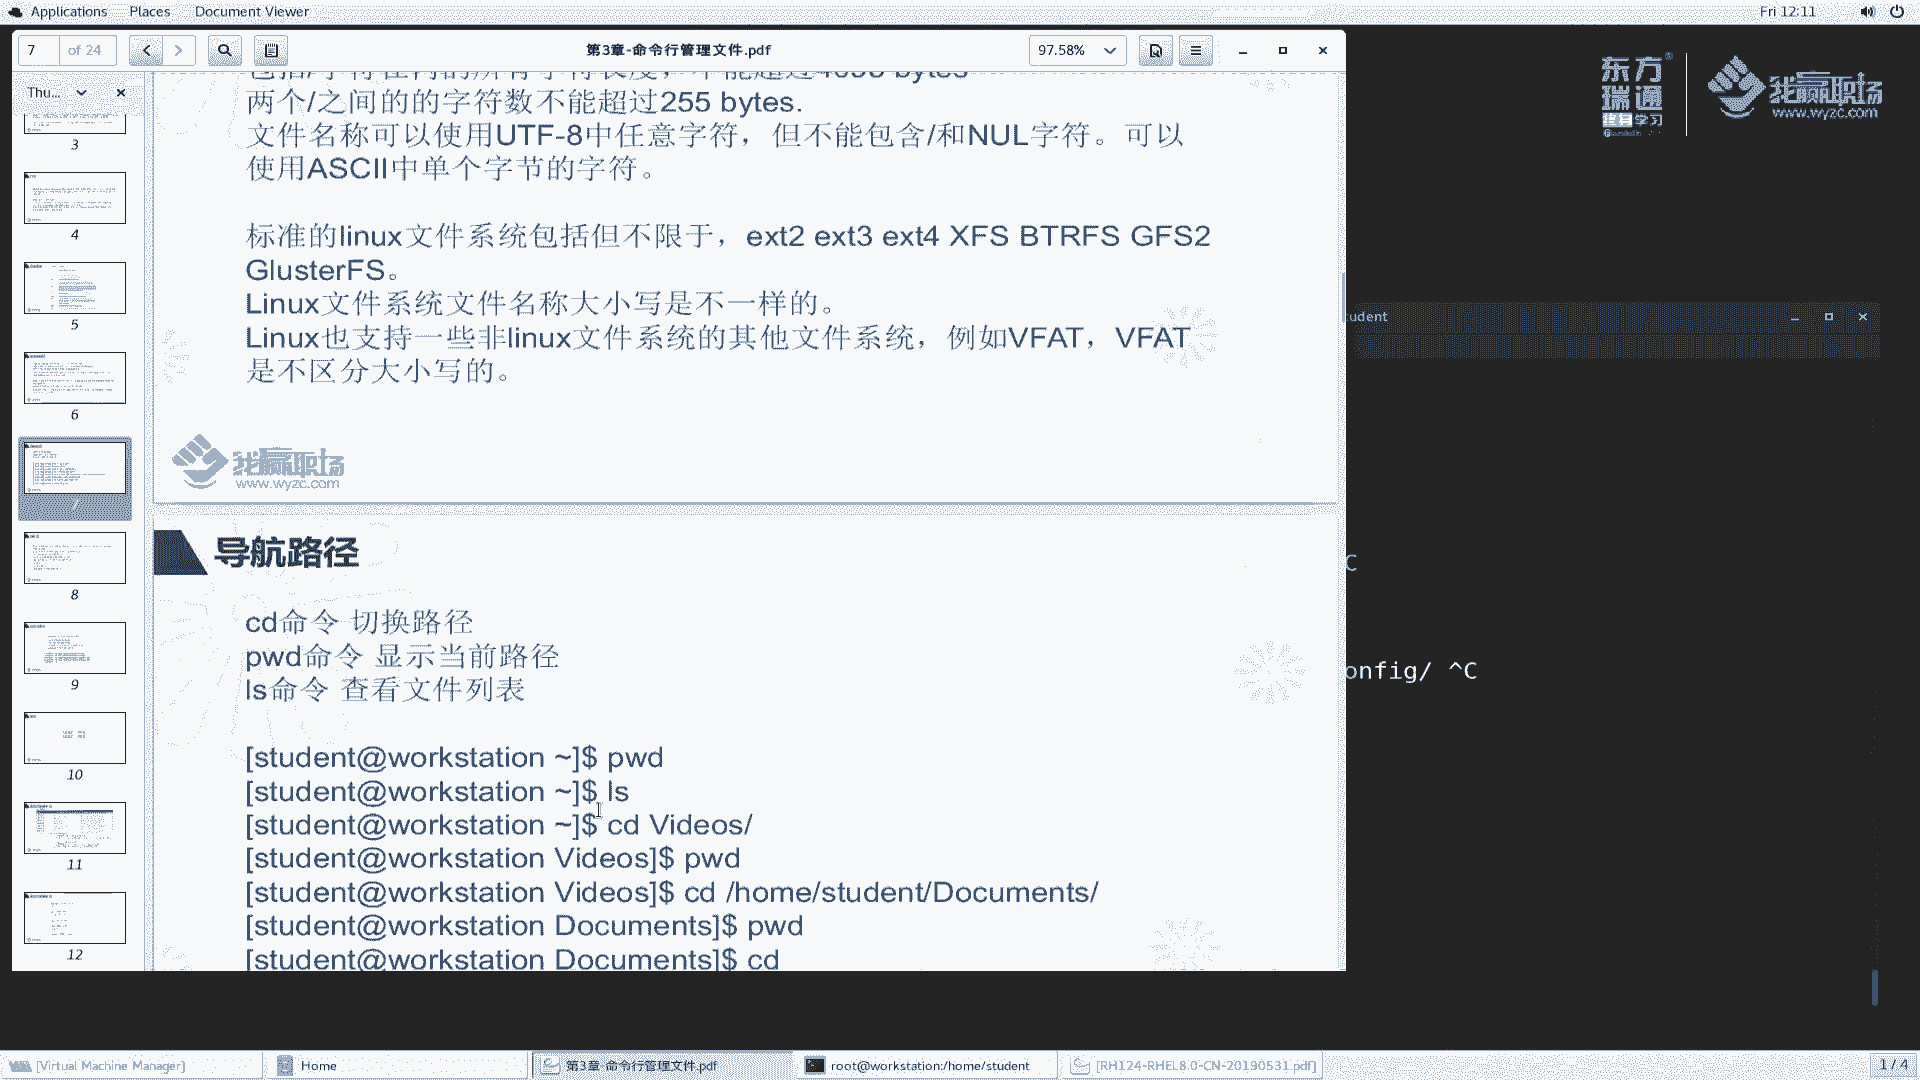 Applications Places Document Viewer
Fri 12:11
7 of 24
第3章-命令行管理文件.pdf
97.58%
Thu...
3
4
5
6
7
8
9
10
11
12
两个/之间的的字符数不能超过255 bytes.
文件名称可以使用UTF-8中任意字符，但不能包含/和NUL字符。可以
使用ASCII中单个字节的字符。
标准的linux文件系统包括但不限于，ext2 ext3 ext4 XFS BTRFS GFS2
GlusterFS。
Linux文件系统文件名称大小写是不一样的。
Linux也支持一些非linux文件系统的其他文件系统，例如VFAT，VFAT
是不区分大小写的。
我赢职场
www.wyzc.com
导航路径
cd命令 切换路径
pwd命令 显示当前路径
ls命令 查看文件列表
[student@workstation ~]$ pwd
[student@workstation ~]$ ls
[student@workstation ~]$ cd Videos/
[student@workstation Videos]$ pwd
[student@workstation Videos]$ cd /home/student/Documents/
[student@workstation Documents]$ pwd
[student@workstation Documents]$ cd
东方瑞通
终身学习
我赢职场
www.wyzc.com
udent
C
onfig/ ^C
[Virtual Machine Manager]
Home
第3章-命令行管理文件.pdf
root@workstation:/home/student
[RH124-RHEL8.0-CN-20190531.pdf]
1 / 4